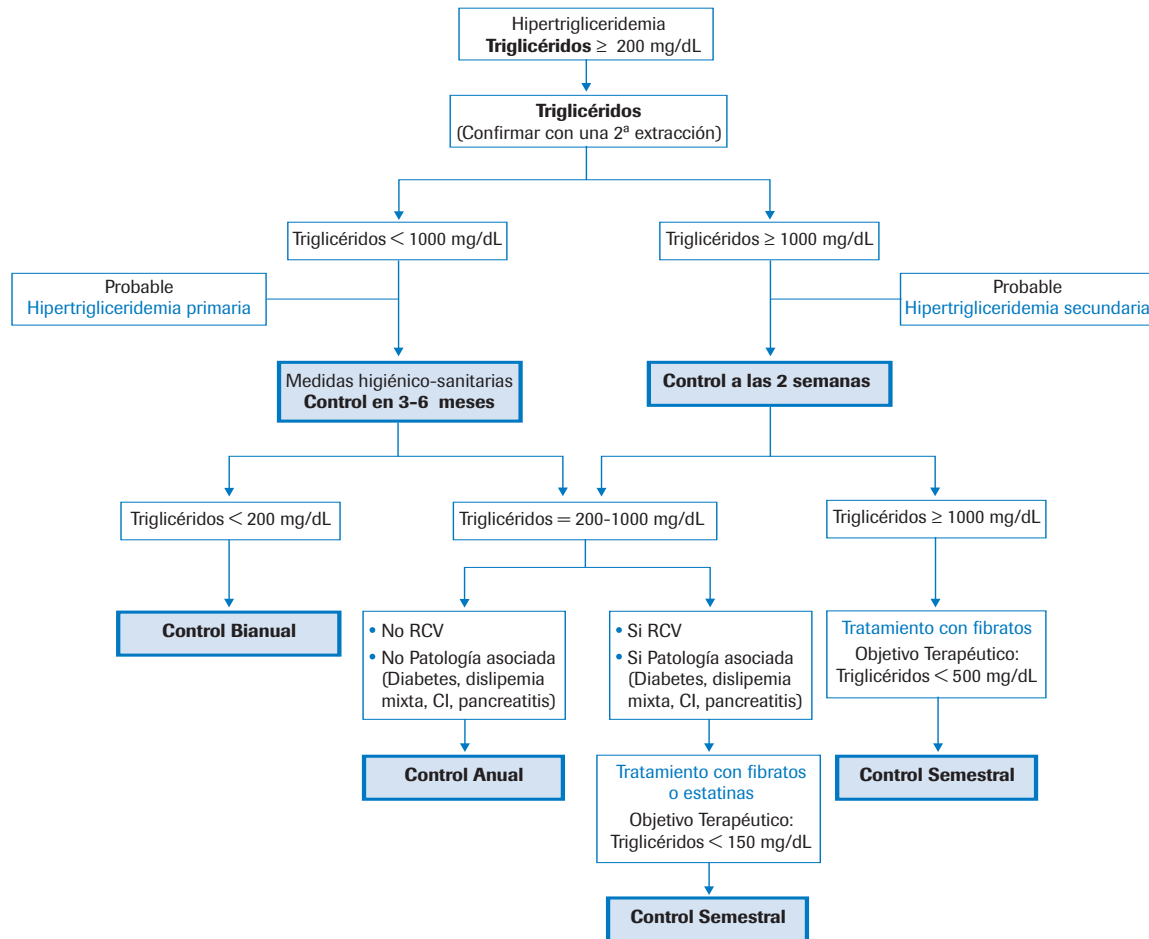 Hipertrigliceridemia
Triglicéridos ≥ 200 mg/dL
Triglicéridos
(Confirmar con una 2ª extracción)
Triglicéridos < 1000 mg/dL
Triglicéridos ≥ 1000 mg/dL
Probable
Hipertrigliceridemia primaria
Probable
Hipertrigliceridemia secundaria
Medidas higiénico-sanitarias
Control en 3-6 meses
Control a las 2 semanas
Triglicéridos < 200 mg/dL
Triglicéridos = 200-1000 mg/dL
Triglicéridos ≥ 1000 mg/dL
Control Bianual
• No RCV
• No Patología asociada
(Diabetes, dislipemia
mixta, CI, pancreatitis)
• Si RCV
• Si Patología asociada
(Diabetes, dislipemia
mixta, CI, pancreatitis)
Tratamiento con fibratos
Objetivo Terapéutico:
Triglicéridos < 500 mg/dL
Control Anual
Tratamiento con fibratos
o estatinas
Objetivo Terapéutico:
Triglicéridos < 150 mg/dL
Control Semestral
Control Semestral